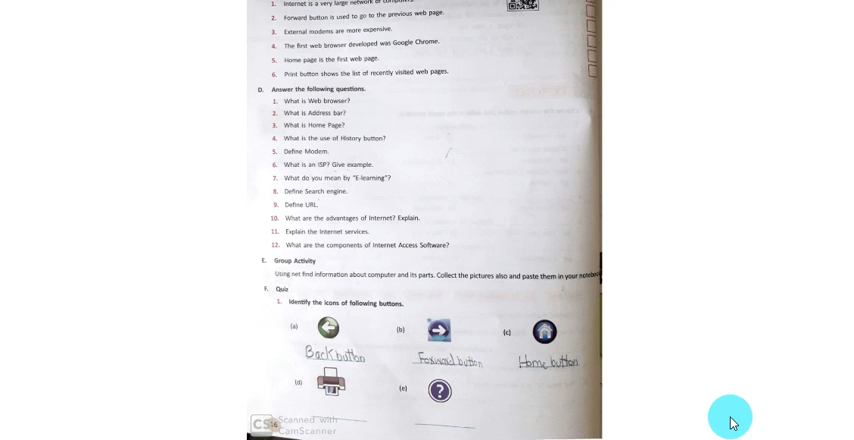 1. Internet is a very large network of computers.
2. Forward button is used to go to the previous web page.
3. External modems are more expensive.
4. The first web browser developed was Google Chrome.
5. Home page is the first web page.
6. Print button shows the list of recently visited web pages.
D. Answer the following questions.
1. What is Web browser?
2. What is Address bar?
3. What is Home Page?
4. What is the use of History button?
5. Define Modem.
6. What is an ISP? Give example.
7. What do you mean by "E-learning"?
8. Define Search engine.
9. Define URL.
10. What are the advantages of Internet? Explain.
11. Explain the Internet services.
12. What are the components of Internet Access Software?
E. Group Activity
Using net find information about computer and its parts. Collect the pictures also and paste them in your notebook
F. Quiz
1. Identify the icons of following buttons.
(a) (b) (c)
Back button Forward button Home button
(d) (e) ?
CS 16 Scanned with
CamScanner